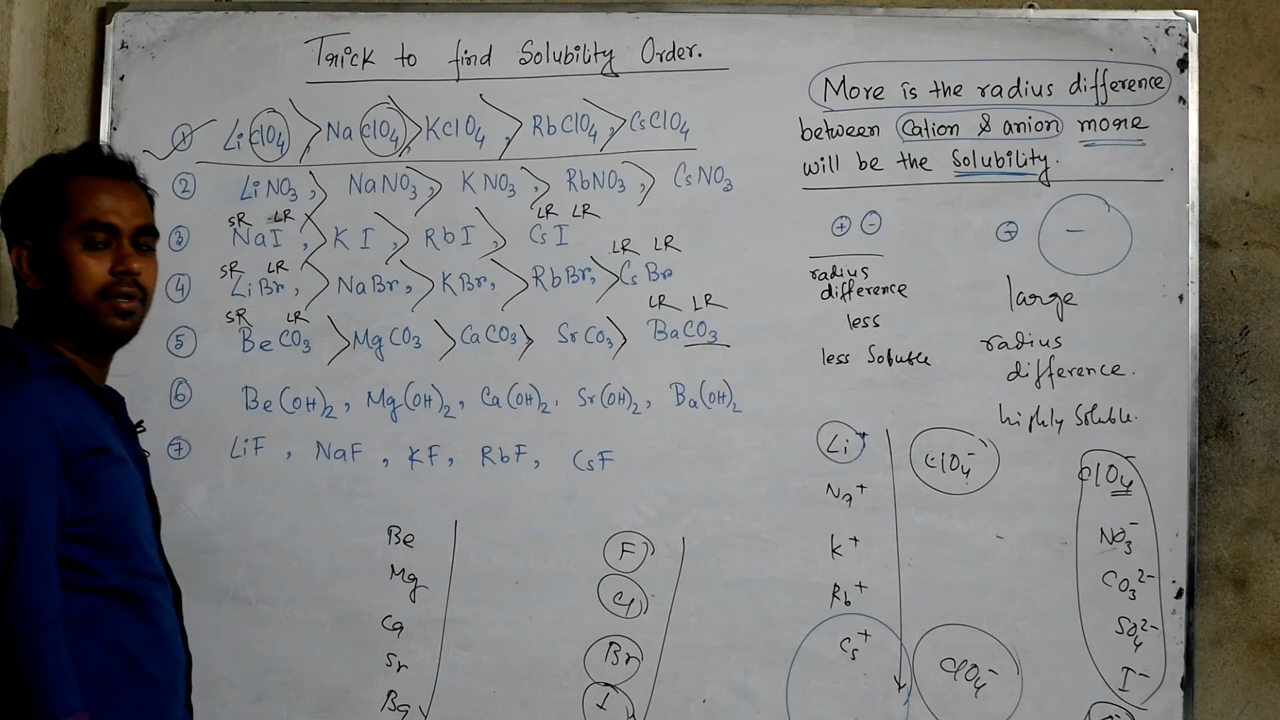 Trick to find Solubility Order.
① LiClO4 > NaClO4 > KClO4 > RbClO4 > CsClO4
② LiNO3 > NaNO3 > KNO3 > RbNO3 > CsNO3
SR LR LR LR
③ NaI > KI > RbI > CsI
SR LR LR LR
④ LiBr > NaBr > KBr > RbBr > CsBr
SR LR LR LR
⑤ BeCO3 > MgCO3 > CaCO3 > SrCO3 > BaCO3
⑥ Be(OH)2, Mg(OH)2, Ca(OH)2, Sr(OH)2, Ba(OH)2
⑦ LiF, NaF, KF, RbF, CsF
Be
Mg
Ca
Sr
Ba
F
Cl
Br
I
More is the radius difference
between Cation & anion more
will be the Solubility.
+ -
radius
difference
less
less Soluble
+ -
large
radius
difference.
highly Soluble.
Li+
Na+
K+
Rb+
Cs+
ClO4-
ClO4-
ClO4-
NO3-
CO3 2-
SO4 2-
I-